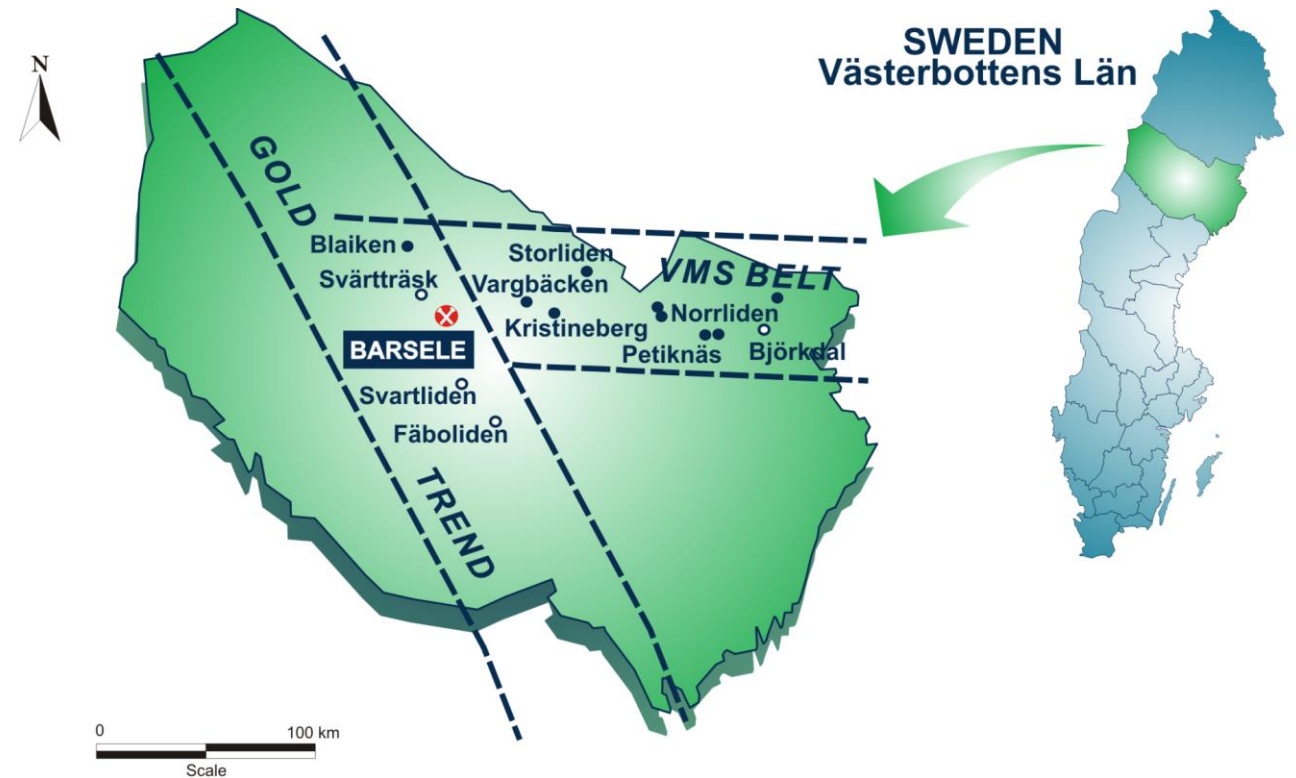 SWEDEN
Västerbottens Län
N
GOLD
TREND
VMS BELT
Blaiken
Svärtträsk
BARSELE
Svartliden
Fäboliden
Storliden
Vargbäcken
Kristineberg
Norrliden
Petiknäs
Björkdal
0 100 km
Scale